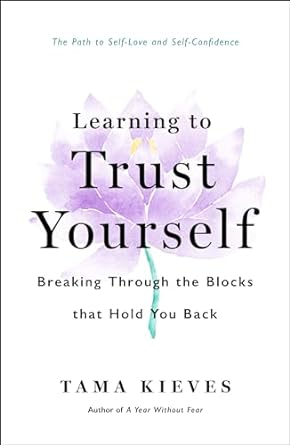 The Path to Self-Love and Self-Confidence
Learning to
Trust
Yourself
Breaking Through the Blocks
that Hold You Back
TAMA KIEVES
Author of A Year Without Fear